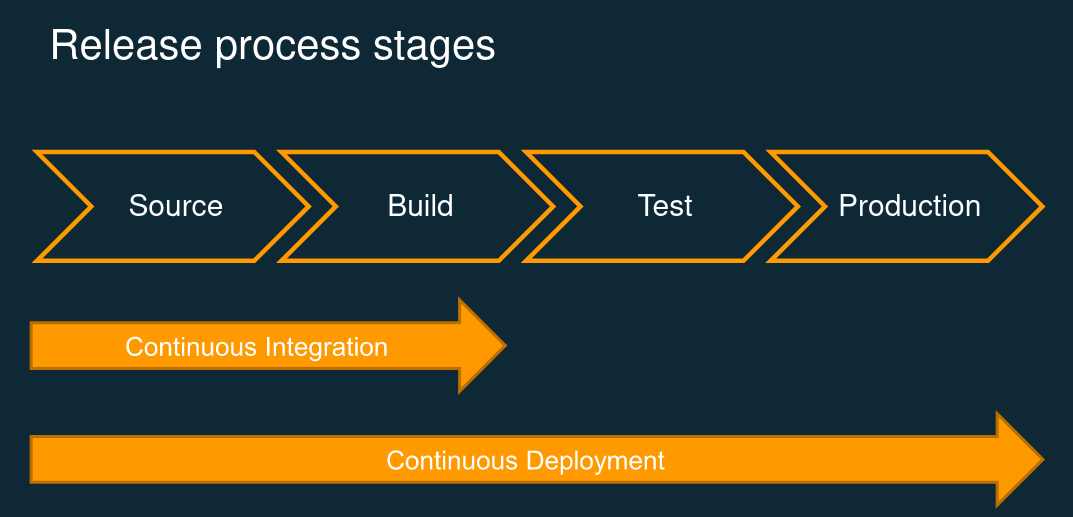 Release process stages
Source
Build
Test
Production
Continuous Integration
Continuous Deployment